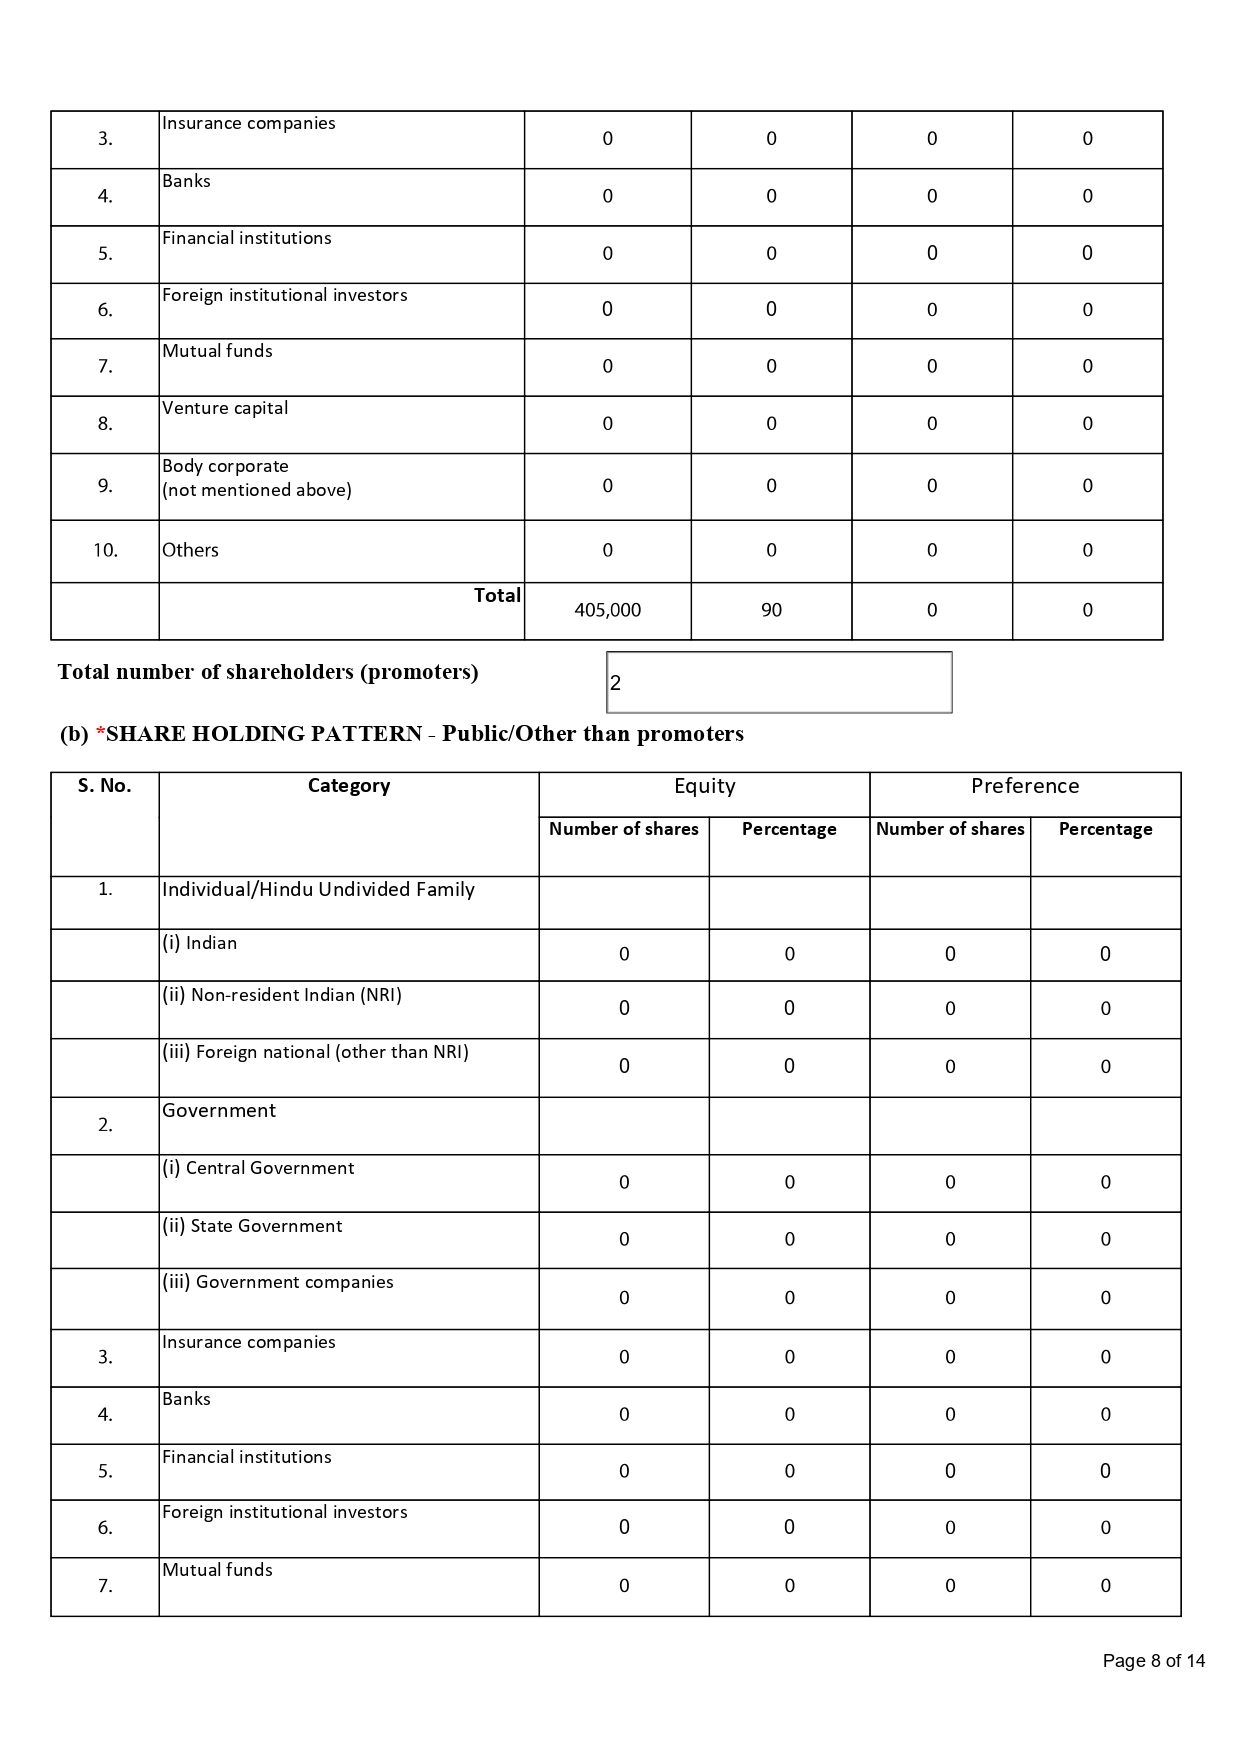 3. Insurance companies 0 0 0 0
4. Banks 0 0 0 0
5. Financial institutions 0 0 0 0
6. Foreign institutional investors 0 0 0 0
7. Mutual funds 0 0 0 0
8. Venture capital 0 0 0 0
9. Body corporate
(not mentioned above) 0 0 0 0
10. Others 0 0 0 0
Total 405,000 90 0 0
Total number of shareholders (promoters) 2
(b) *SHARE HOLDING PATTERN - Public/Other than promoters
S. No. Category Equity Preference
Number of shares Percentage Number of shares Percentage
1. Individual/Hindu Undivided Family
(i) Indian 0 0 0 0
(ii) Non-resident Indian (NRI) 0 0 0 0
(iii) Foreign national (other than NRI) 0 0 0 0
2. Government
(i) Central Government 0 0 0 0
(ii) State Government 0 0 0 0
(iii) Government companies 0 0 0 0
3. Insurance companies 0 0 0 0
4. Banks 0 0 0 0
5. Financial institutions 0 0 0 0
6. Foreign institutional investors 0 0 0 0
7. Mutual funds 0 0 0 0
Page 8 of 14